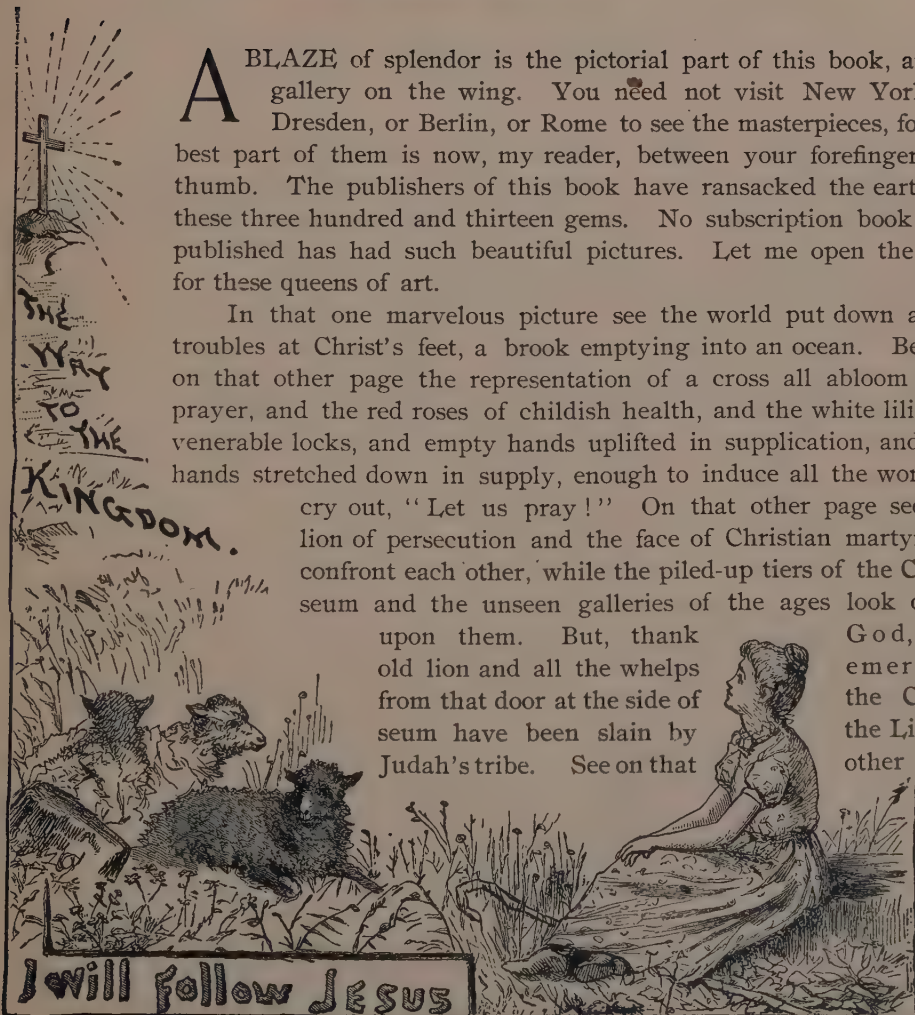 A BLAZE of splendor is the pictorial part of this book, a
gallery on the wing. You need not visit New Yor
Dresden, or Berlin, or Rome to see the masterpieces, fo
best part of them is now, my reader, between your forefinger
thumb. The publishers of this book have ransacked the eart
these three hundred and thirteen gems. No subscription book
published has had such beautiful pictures. Let me open the
for these queens of art.
In that one marvelous picture see the world put down a
troubles at Christ's feet, a brook emptying into an ocean. Be
on that other page the representation of a cross all abloom
prayer, and the red roses of childish health, and the white lili
venerable locks, and empty hands uplifted in supplication, and
hands stretched down in supply, enough to induce all the wor
cry out, “Let us pray!” On that other page see
lion of persecution and the face of Christian marty
confront each other, while the piled-up tiers of the C
seum and the unseen galleries of the ages look o
upon them. But, thank God,
old lion and all the whelps emer
from that door at the side of the C
seum have been slain by the Li
Judah's tribe. See on that other
THE
WAY
TO
THE
KINGDOM.
I will follow JESUS